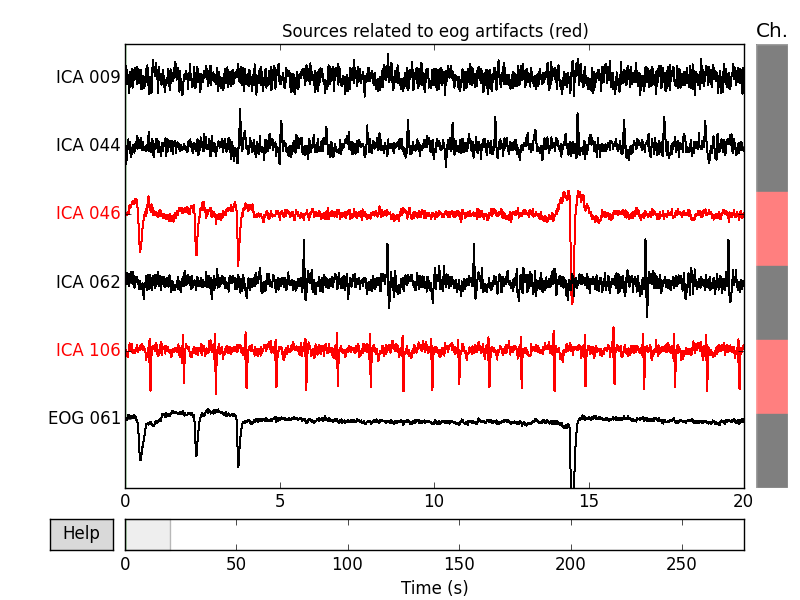 Sources related to eog artifacts (red)
Ch.
ICA 009
ICA 044
ICA 046
ICA 062
ICA 106
EOG 061
0 5 10 15 20
Help
0 50 100 150 200 250
Time (s)